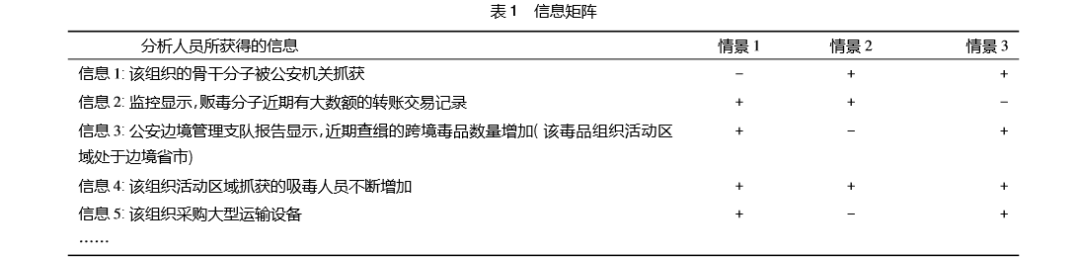 表 1 信息矩阵
分析人员所获得的信息 情景 1 情景 2 情景 3
信息 1: 该组织的骨干分子被公安机关抓获 − + +
信息 2: 监控显示,贩毒分子近期有大数额的转账交易记录 + + −
信息 3: 公安边境管理支队报告显示,近期查缉的跨境毒品数量增加( 该毒品组织活动区 + − +
域处于边境省市)
信息 4: 该组织活动区域抓获的吸毒人员不断增加 + + +
信息 5: 该组织采购大型运输设备 + − +
……